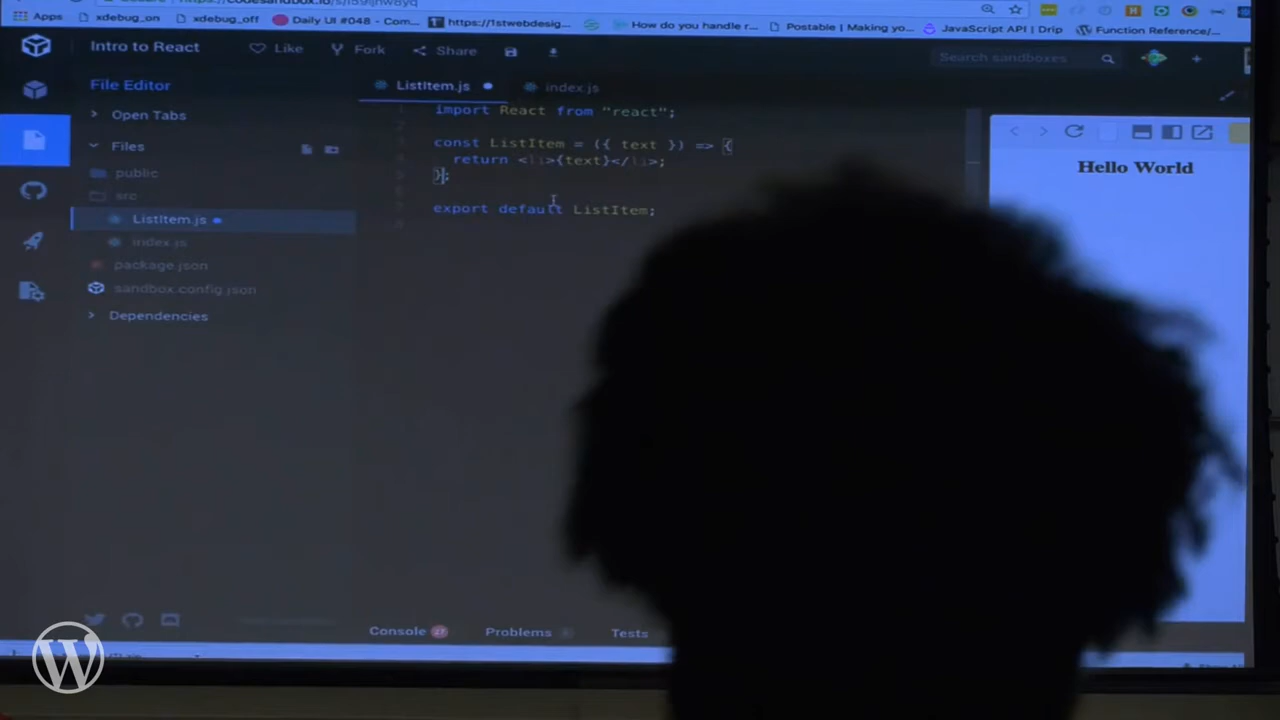 Apps xdebug_on xdebug_off Daily UI #048 - Com... https://1stwebdesig... How do you handle r... Postable | Making yo... JavaScript API | Drip Function Reference/...
Intro to React Like Fork Share Search sandboxes
File Editor ListItem.js index.js
Open Tabs
Files
public
src
ListItem.js
index.js
package.json
sandbox.config.json
Dependencies
import React from "react";
const ListItem = ({ text }) => {
return <li>{text}</li>;
};
export default ListItem;
Hello World
Console 27 Problems Tests